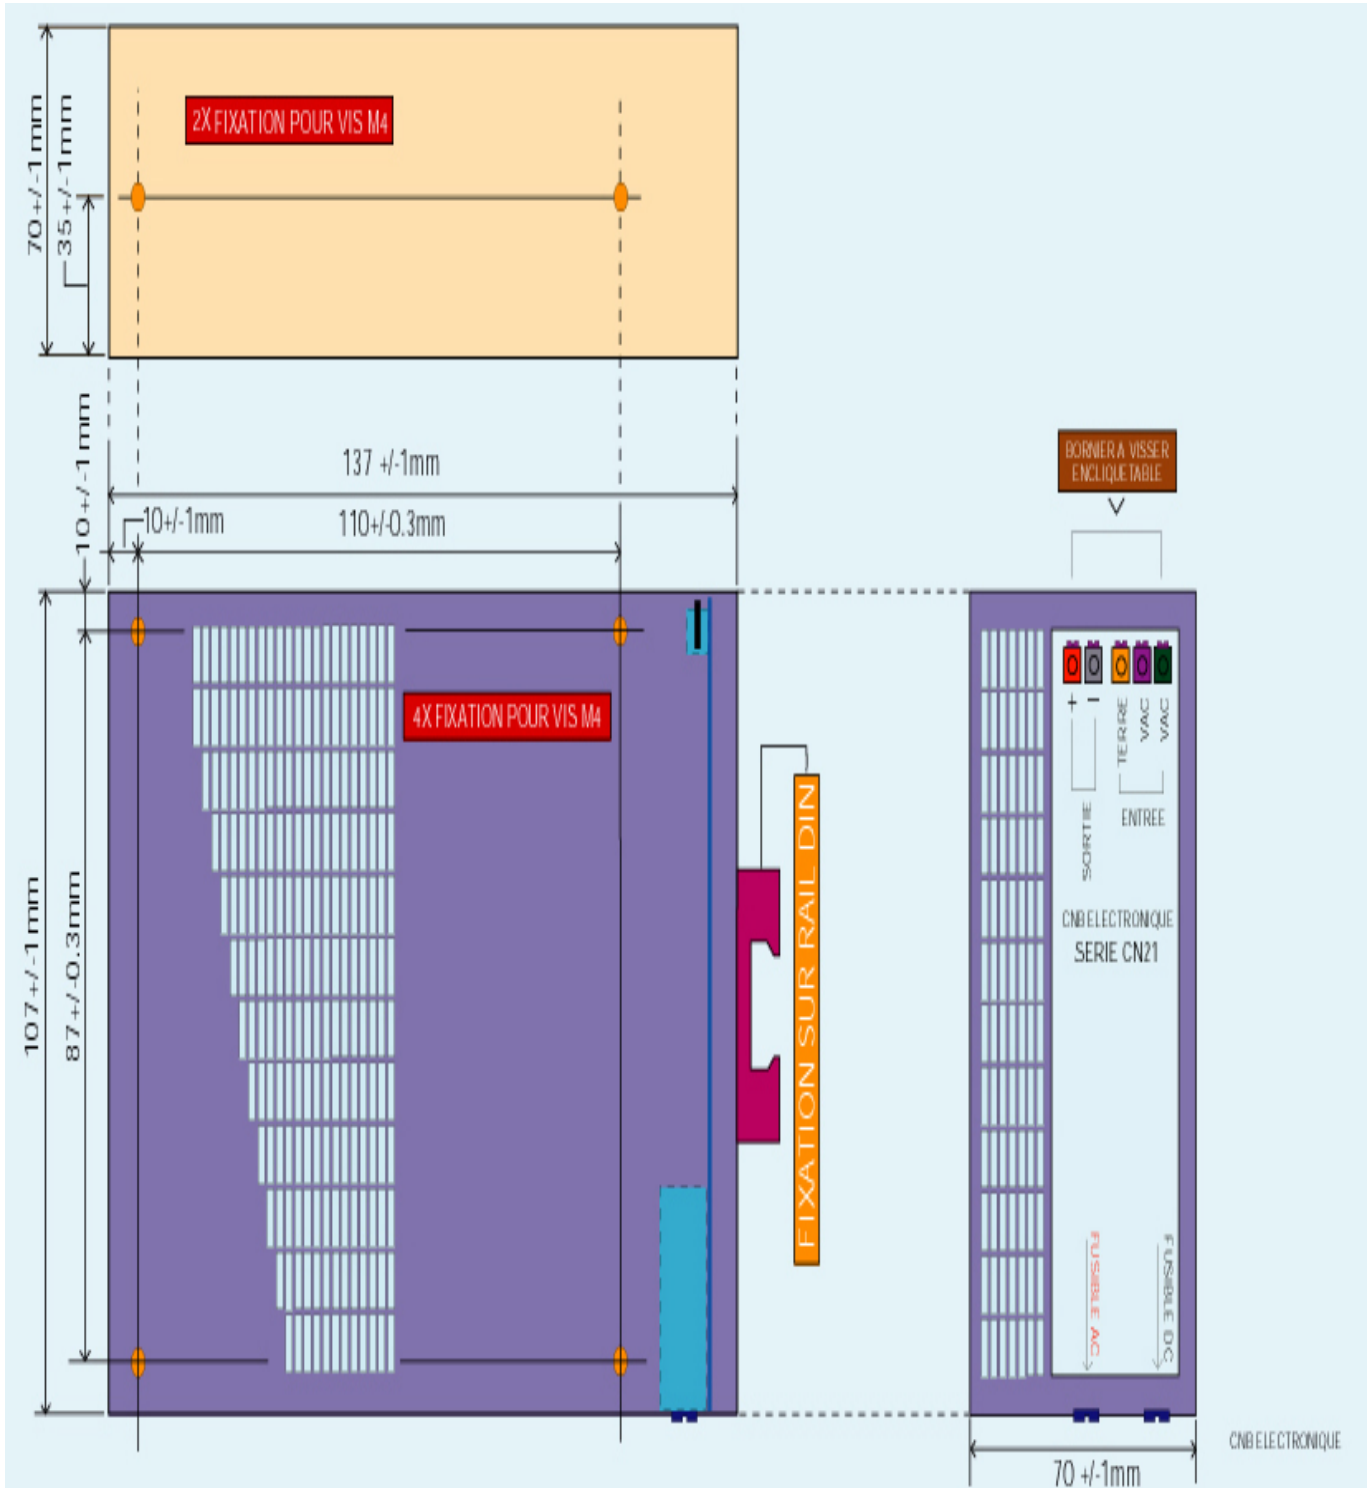 70+/-1mm
35+/-1mm
2X FIXATION POUR VIS M4
10+/-1mm
137 +/-1mm
10+/-1mm
110+/-0.3mm
BORNIER A VISSER
ENCLIQUETABLE
4X FIXATION POUR VIS M4
107+/-1mm
87+/-0.3mm
FIXATION SUR RAIL DIN
+
-
TERRE
VAC
VAC
SORTIE
ENTREE
CNB ELECTRONIQUE
SERIE CN21
FUSIBLE AC
FUSIBLE DC
70 +/-1mm
CNB ELECTRONIQUE